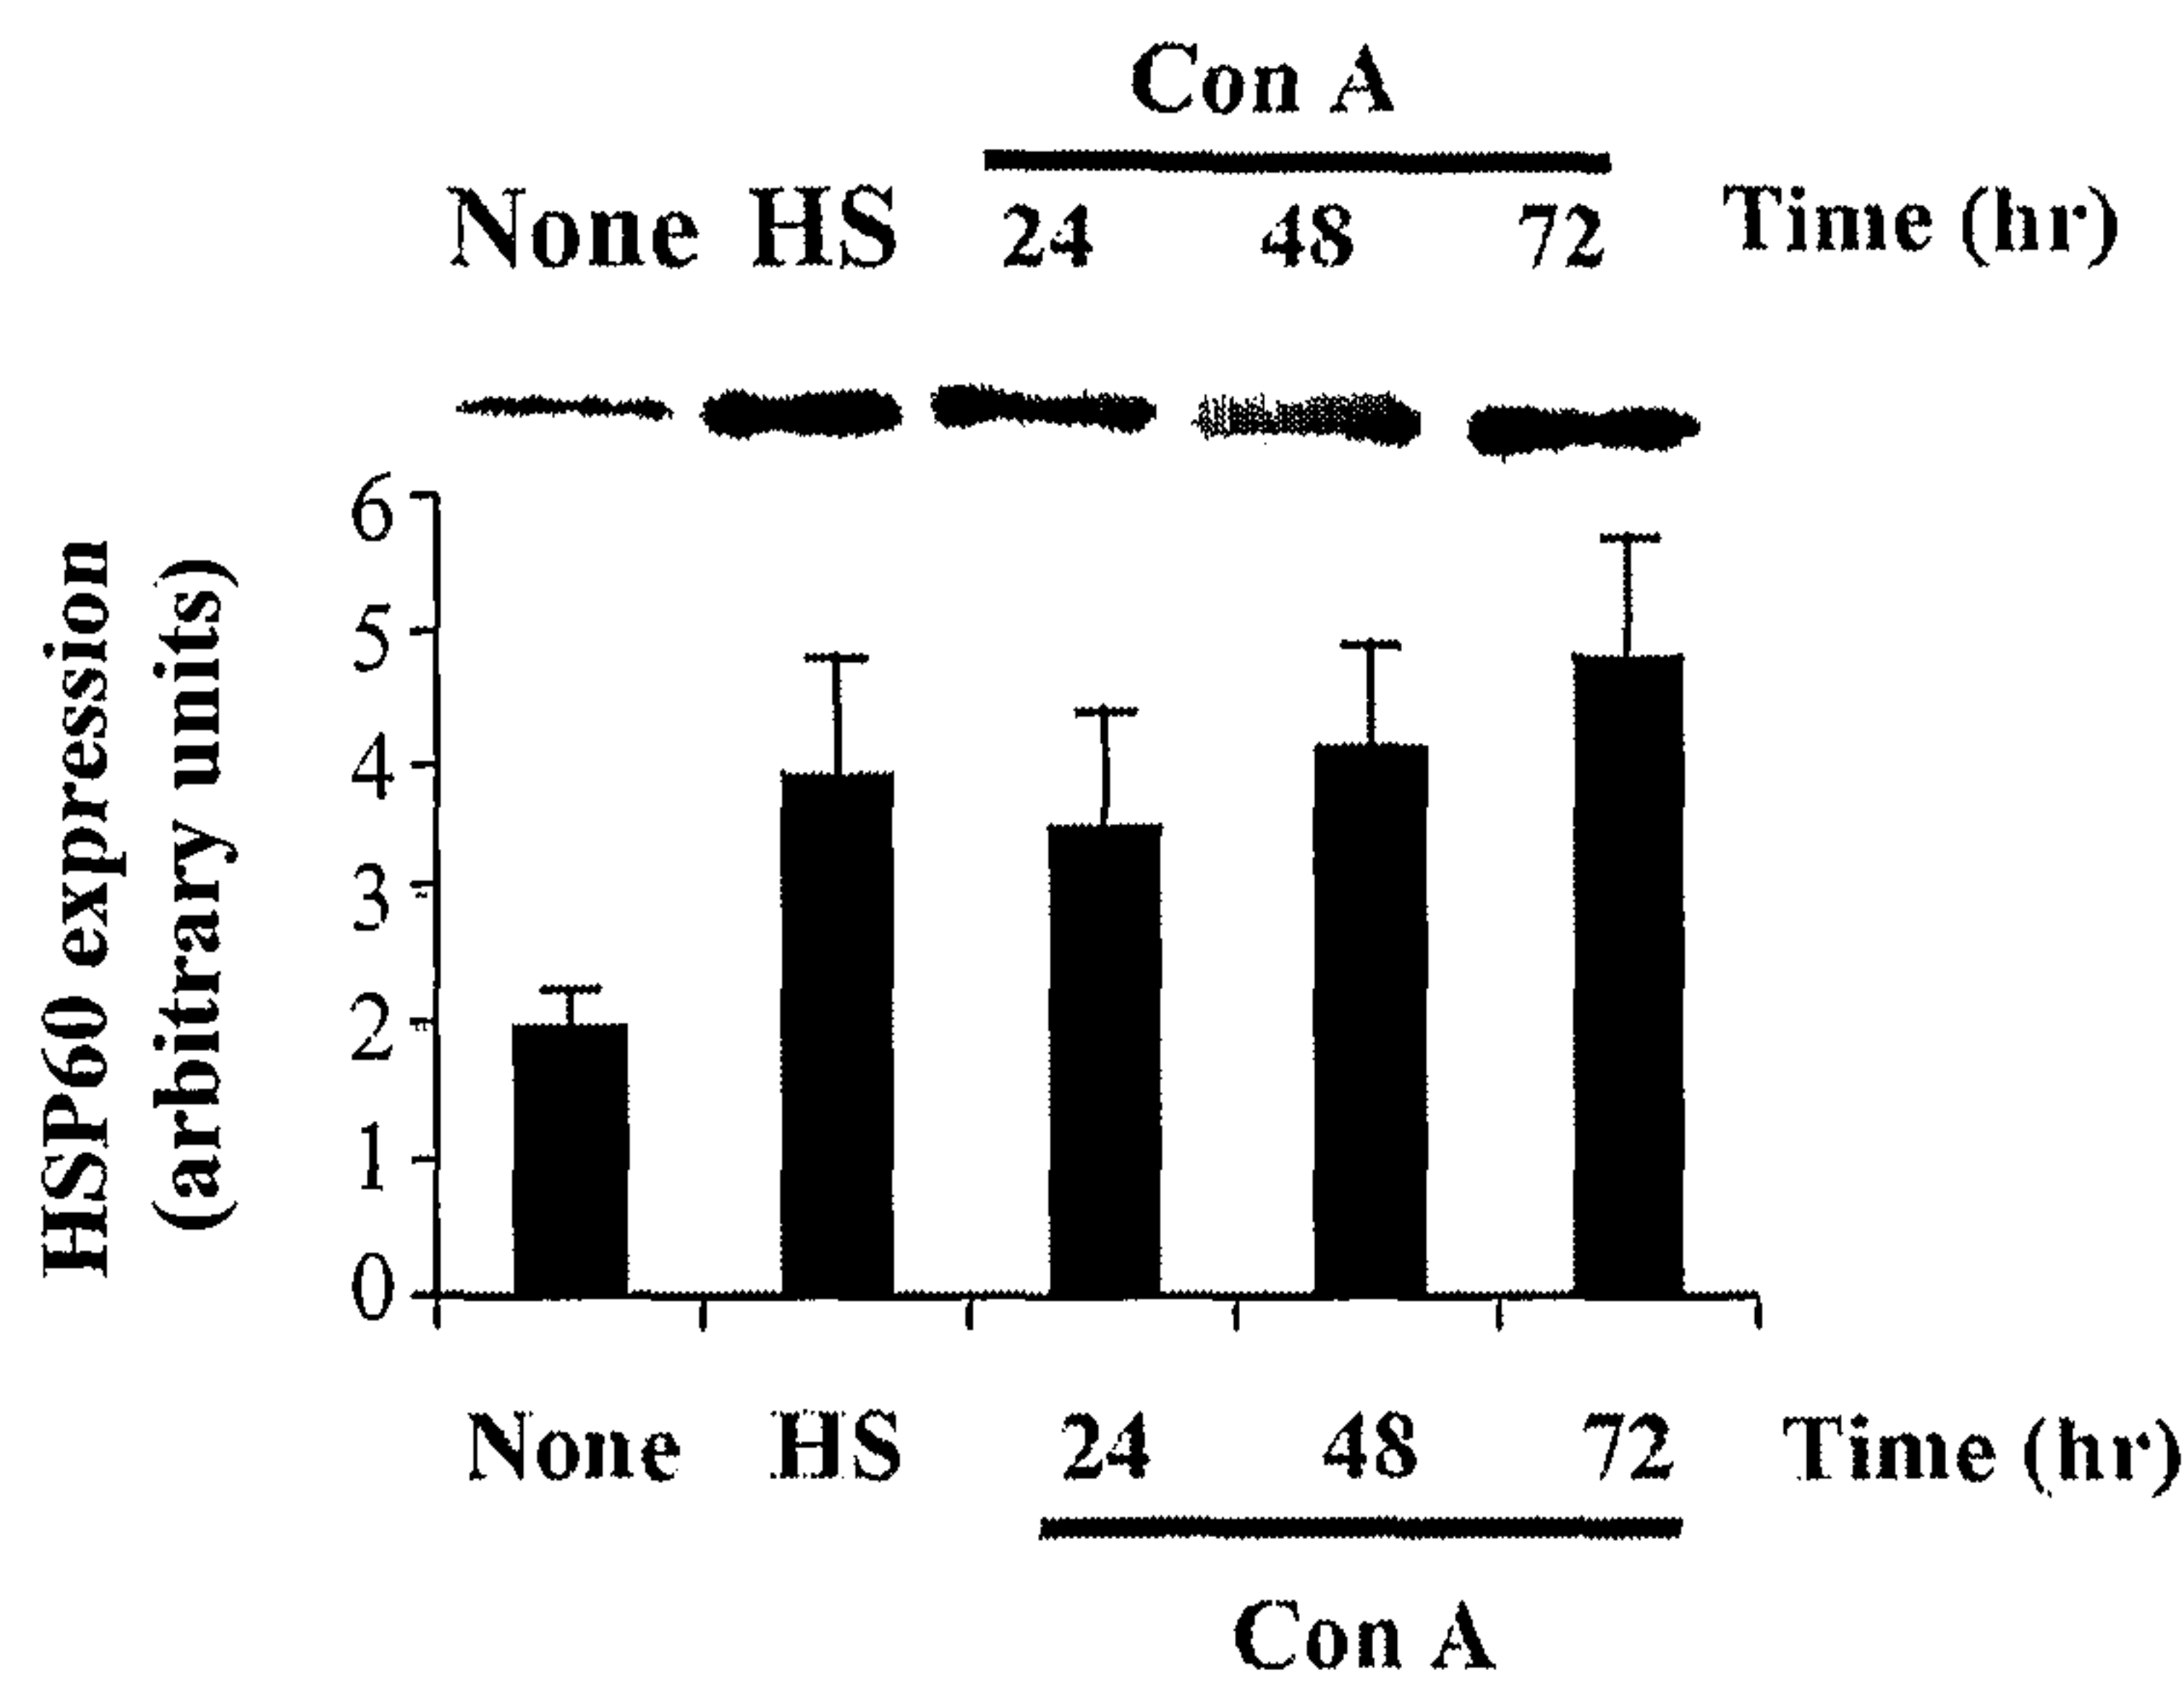 Con A
None HS 24 48 72 Time (hr)
HSP60 expression
(arbitrary units)
6
5
4
3
2
1
0
None HS 24 48 72 Time (hr)
Con A